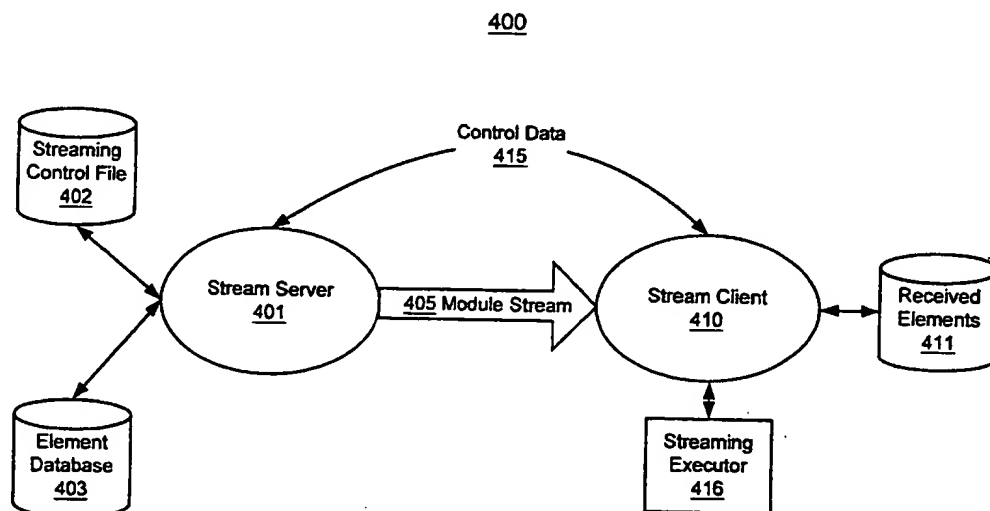 400
Control Data
415
Streaming
Control File
402
Stream Server
401
405 Module Stream
Stream Client
410
Received
Elements
411
Element
Database
403
Streaming
Executor
416